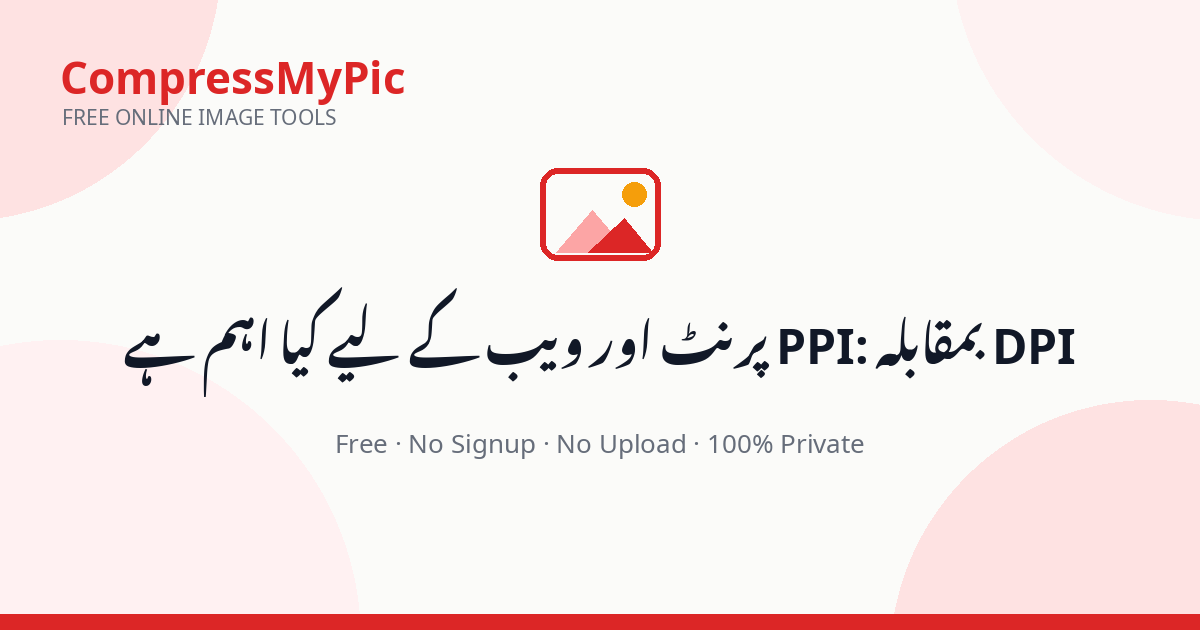 CompressMyPic
FREE ONLINE IMAGE TOOLS
DPI بمقابلہ PPI: پرنٹ اور ویب کے لیے کیا اہم ہے
Free · No Signup · No Upload · 100% Private